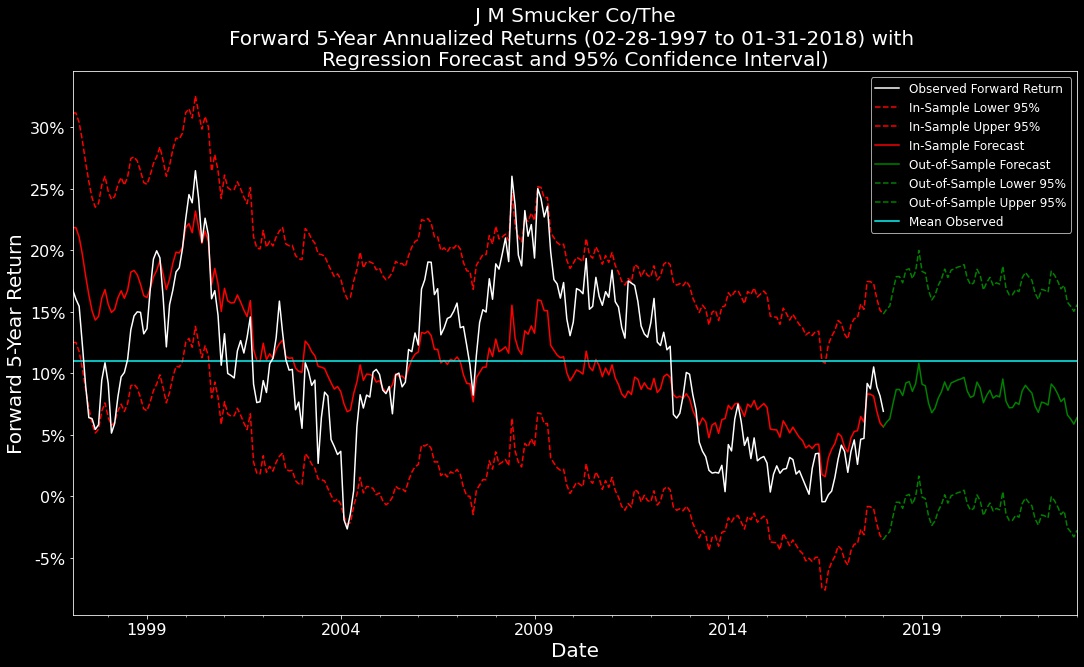 J M Smucker Co/The
Forward 5-Year Annualized Returns (02-28-1997 to 01-31-2018) with
Regression Forecast and 95% Confidence Interval)
Observed Forward Return
In-Sample Lower 95%
In-Sample Upper 95%
In-Sample Forecast
Out-of-Sample Forecast
Out-of-Sample Lower 95%
Out-of-Sample Upper 95%
Mean Observed
Forward 5-Year Return
30%
25%
20%
15%
10%
5%
0%
-5%
1999
2004
2009
2014
2019
Date